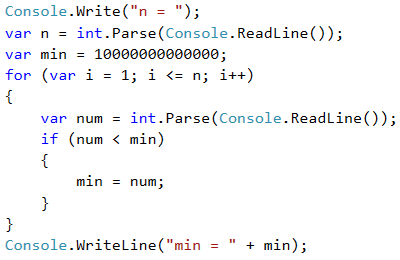 Console.Write("n = ");
var n = int.Parse(Console.ReadLine());
var min = 10000000000000;
for (var i = 1; i <= n; i++)
{
    var num = int.Parse(Console.ReadLine());
    if (num < min)
    {
        min = num;
    }
}
Console.WriteLine("min = " + min);